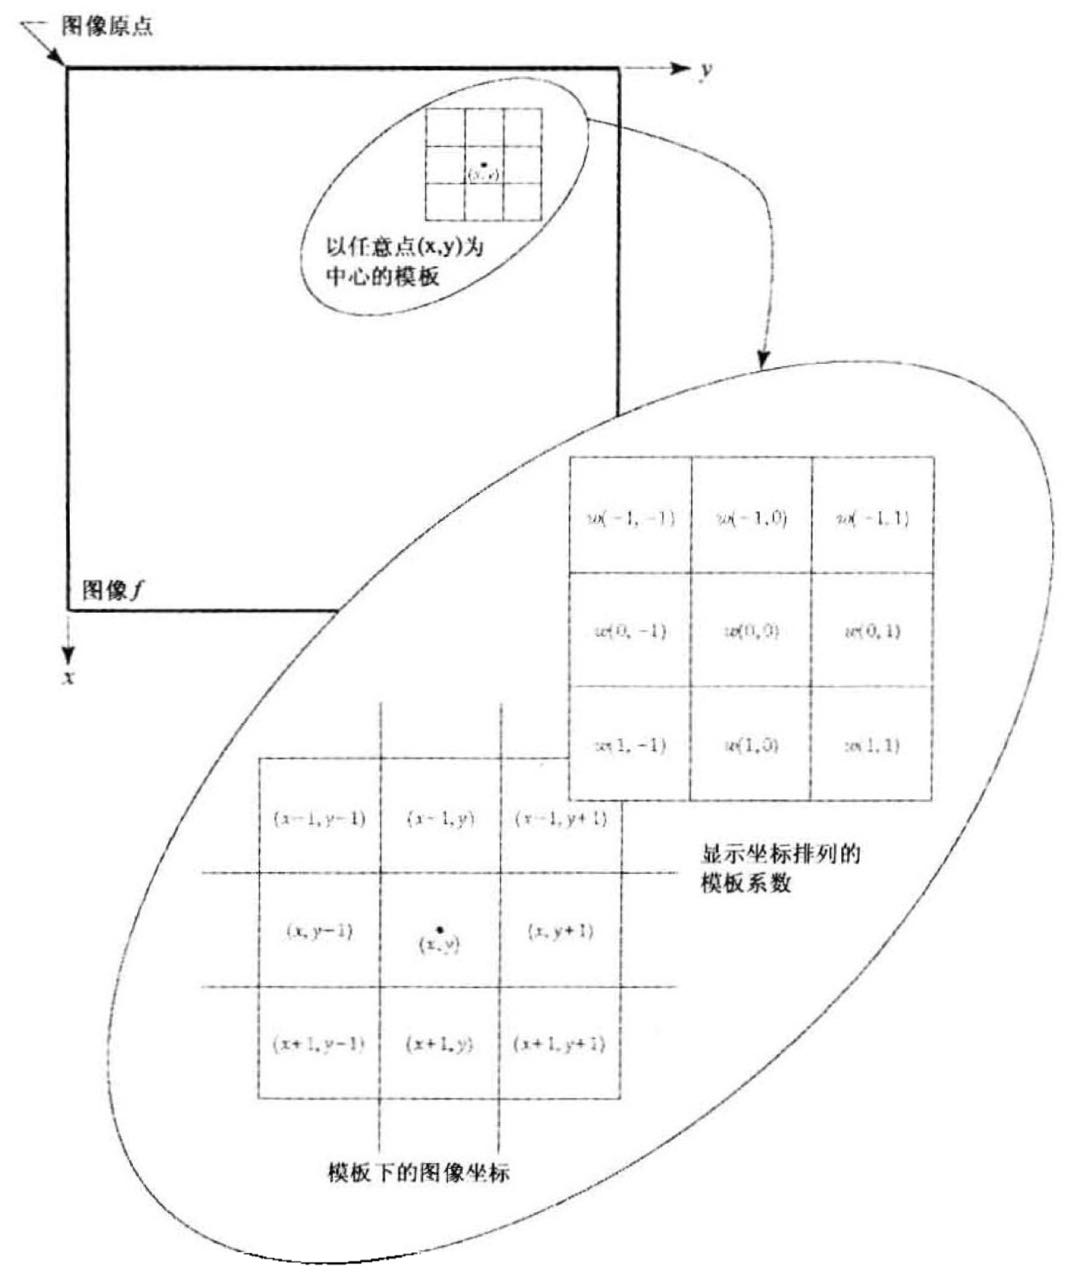 图像原点
y
(x,y)
以任意点(x,y)为
中心的模板
图像f
x
w(-1,-1) w(-1,0) w(-1,1)
w(0,-1) w(0,0) w(0,1)
w(1,-1) w(1,0) w(1,1)
(x-1,y-1) (x-1,y) (x-1,y+1)
显示坐标排列的
模板系数
(x,y-1) (x,y) (x,y+1)
(x+1,y-1) (x+1,y) (x+1,y+1)
模板下的图像坐标